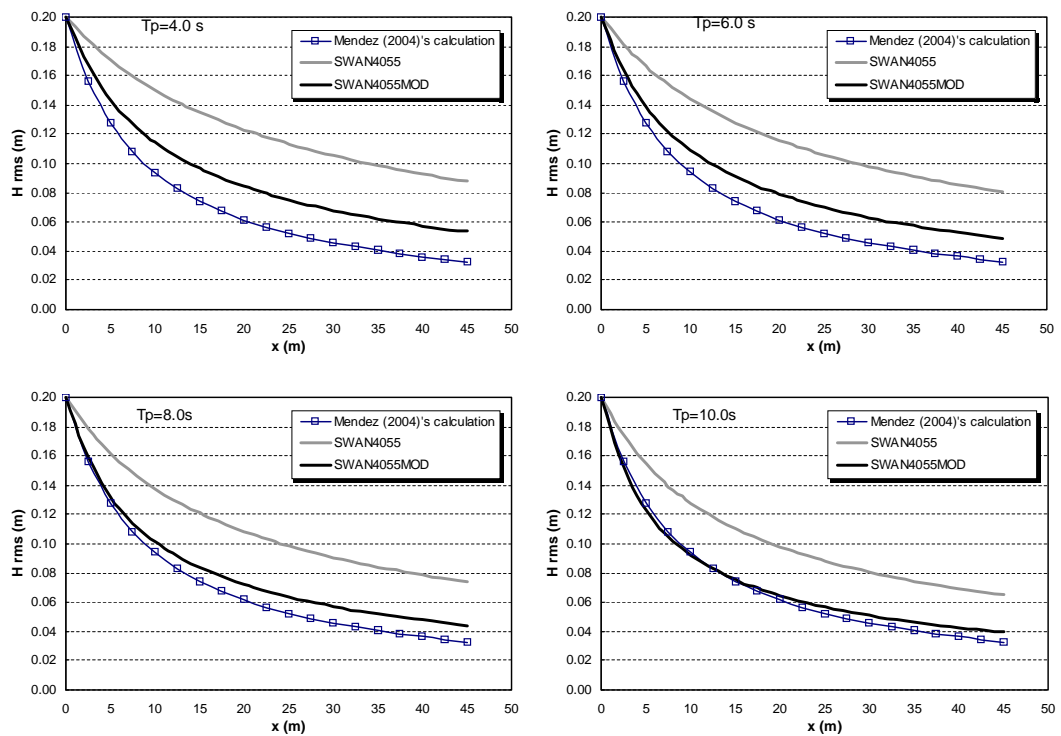 Tp=4.0 s
Mendez (2004)'s calculation
SWAN4055
SWAN4055MOD
H rms (m)
0.20
0.18
0.16
0.14
0.12
0.10
0.08
0.06
0.04
0.02
0.00
0 5 10 15 20 25 30 35 40 45 50
x (m)
Tp=6.0 s
Mendez (2004)'s calculation
SWAN4055
SWAN4055MOD
H rms (m)
0.20
0.18
0.16
0.14
0.12
0.10
0.08
0.06
0.04
0.02
0.00
0 5 10 15 20 25 30 35 40 45 50
x (m)
Tp=8.0s
Mendez (2004)'s calculation
SWAN4055
SWAN4055MOD
H rms (m)
0.20
0.18
0.16
0.14
0.12
0.10
0.08
0.06
0.04
0.02
0.00
0 5 10 15 20 25 30 35 40 45 50
x (m)
Tp=10.0s
Mendez (2004)'s calculation
SWAN4055
SWAN4055MOD
H rms (m)
0.20
0.18
0.16
0.14
0.12
0.10
0.08
0.06
0.04
0.02
0.00
0 5 10 15 20 25 30 35 40 45 50
x (m)